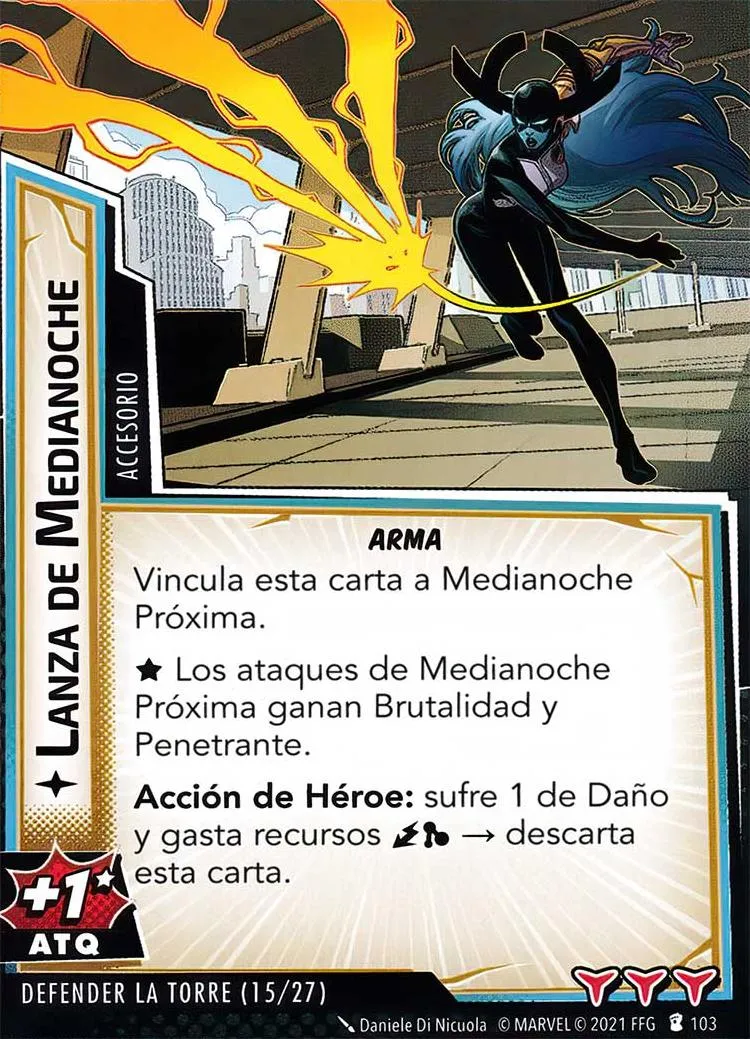 LANZA DE MEDIANOCHE
ACCESORIO
ARMA
Vincula esta carta a Medianoche
Próxima.
★ Los ataques de Medianoche
Próxima ganan Brutalidad y
Penetrante.
Acción de Héroe: sufre 1 de Daño
y gasta recursos → descarta
esta carta.
+1★
ATQ
DEFENDER LA TORRE (15/27)
Daniele Di Nicuola © MARVEL © 2021 FFG 103